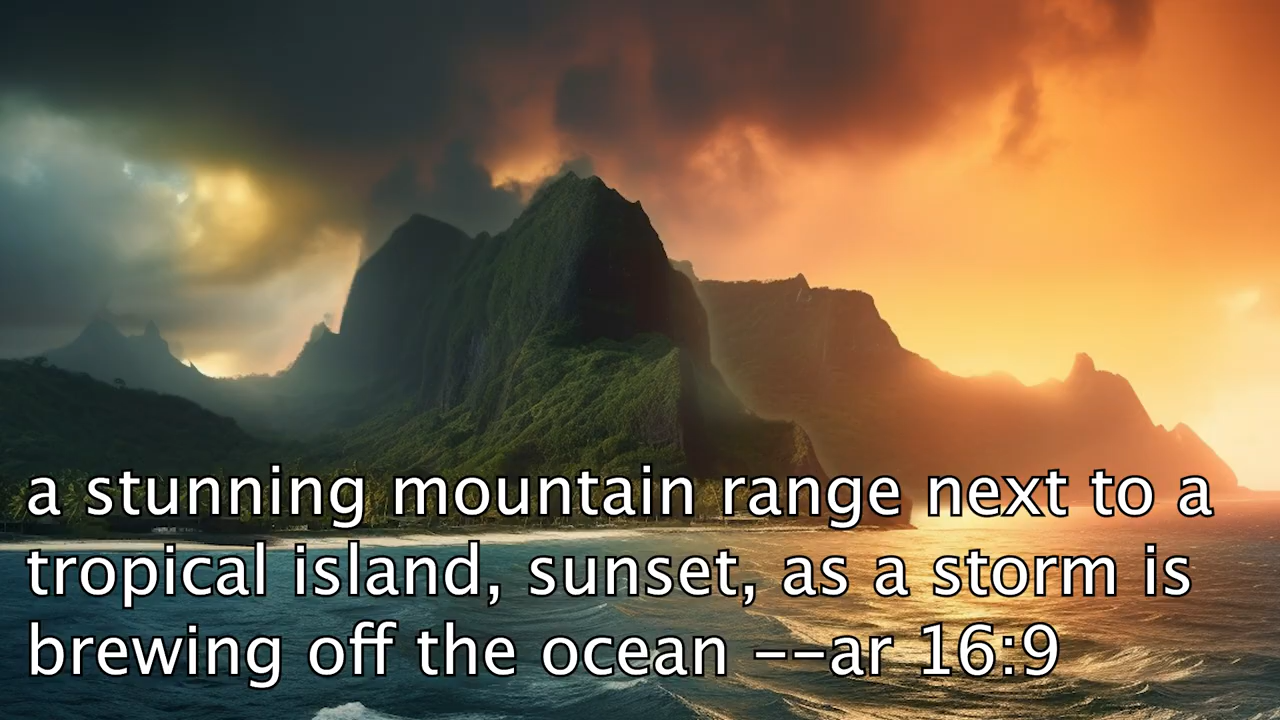 a stunning mountain range next to a
tropical island, sunset, as a storm is
brewing off the ocean --ar 16:9